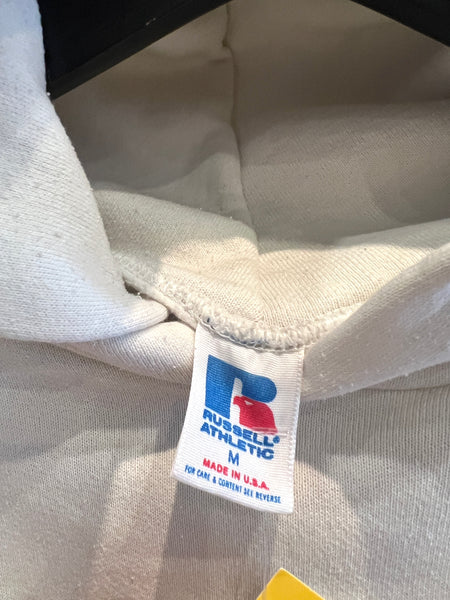 R
RUSSELL®
ATHLETIC
M
MADE IN U.S.A.
FOR CARE & CONTENT SEE REVERSE